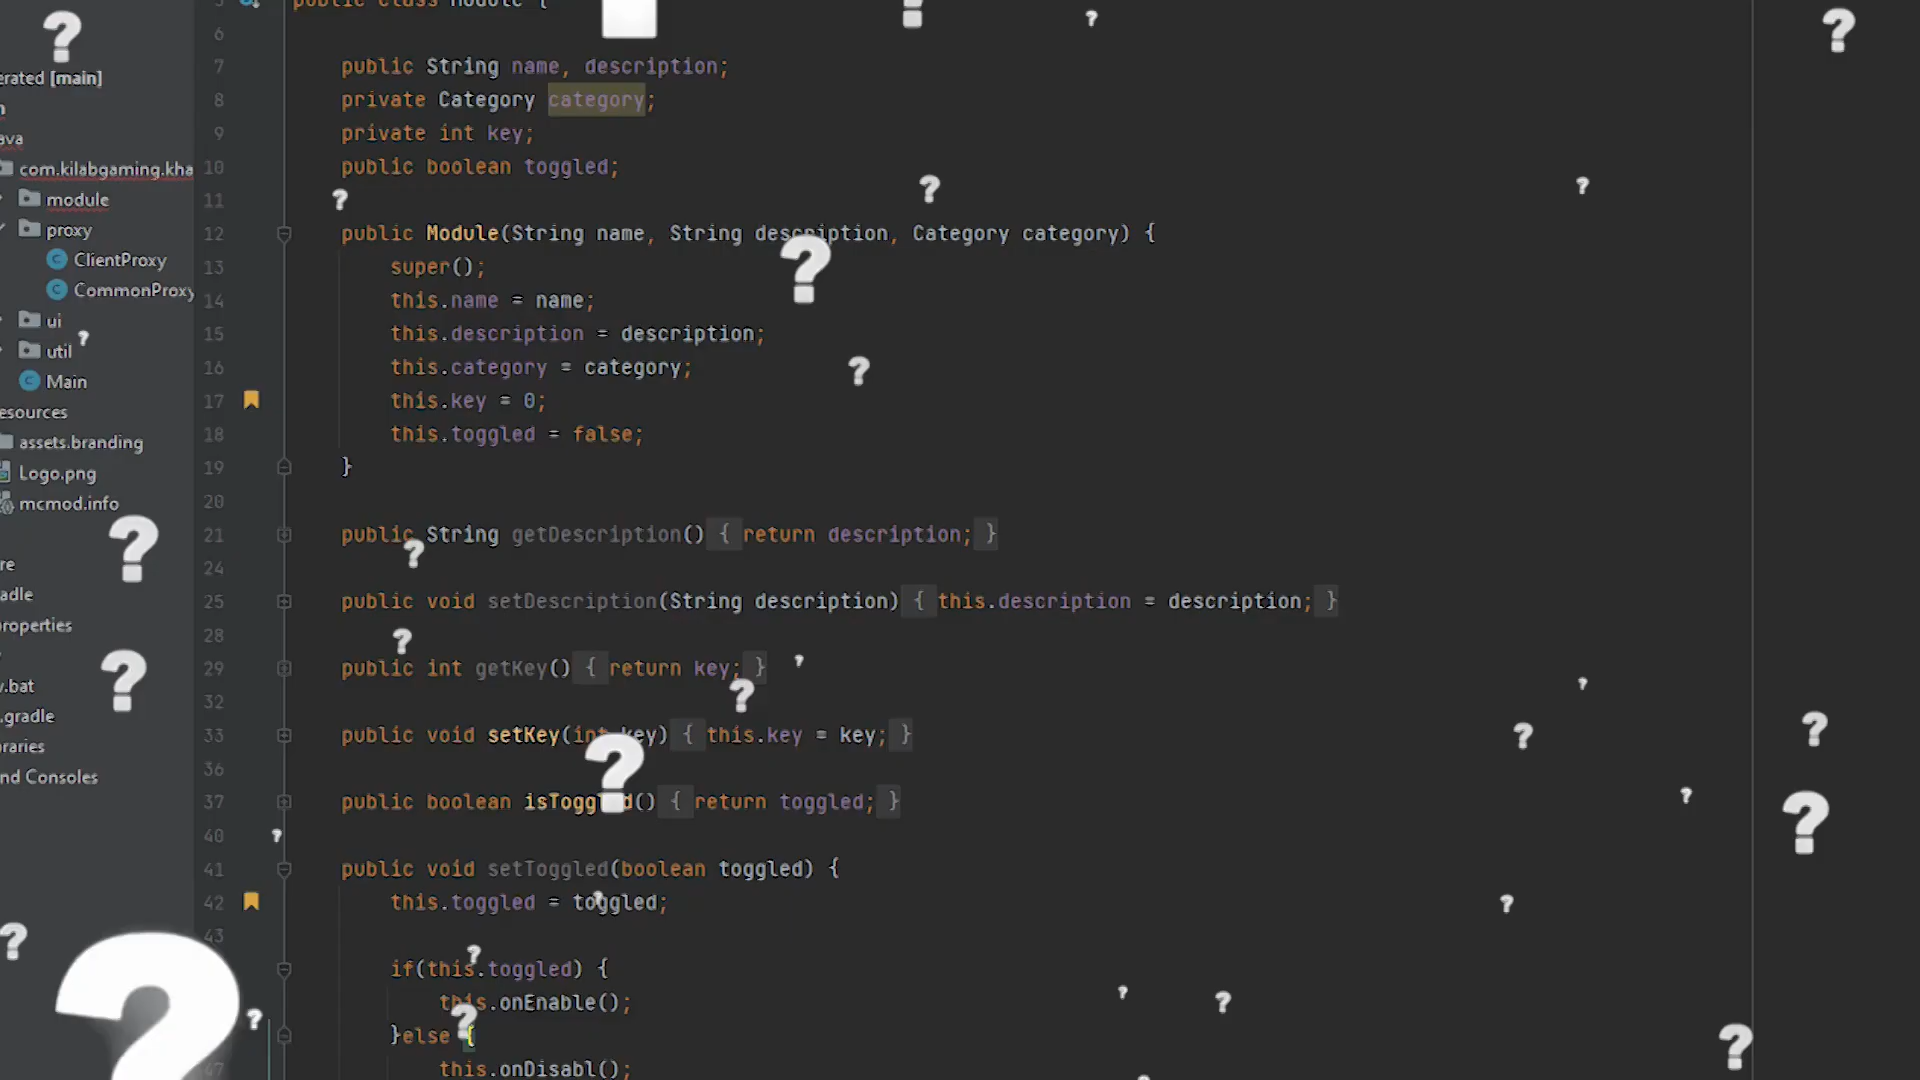 erated [main]
ava
com.kilabgaming.kha
module
proxy
ClientProxy
CommonProxy
ui
util
Main
esources
assets.branding
Logo.png
mcmod.info
re
adle
properties
.bat
.gradle
raries
nd Consoles
public class Module {
6
7 public String name, description;
8 private Category category;
9 private int key;
10 public boolean toggled;
11
12 public Module(String name, String description, Category category) {
13 super();
14 this.name = name;
15 this.description = description;
16 this.category = category;
17 this.key = 0;
18 this.toggled = false;
19 }
20
21 public String getDescription() { return description; }
24
25 public void setDescription(String description) { this.description = description; }
28
29 public int getKey() { return key; }
32
33 public void setKey(int key) { this.key = key; }
36
37 public boolean isToggled() { return toggled; }
40
41 public void setToggled(boolean toggled) {
42 this.toggled = toggled;
43
if(this.toggled) {
this.onEnable();
}else {
47 this.onDisabl();